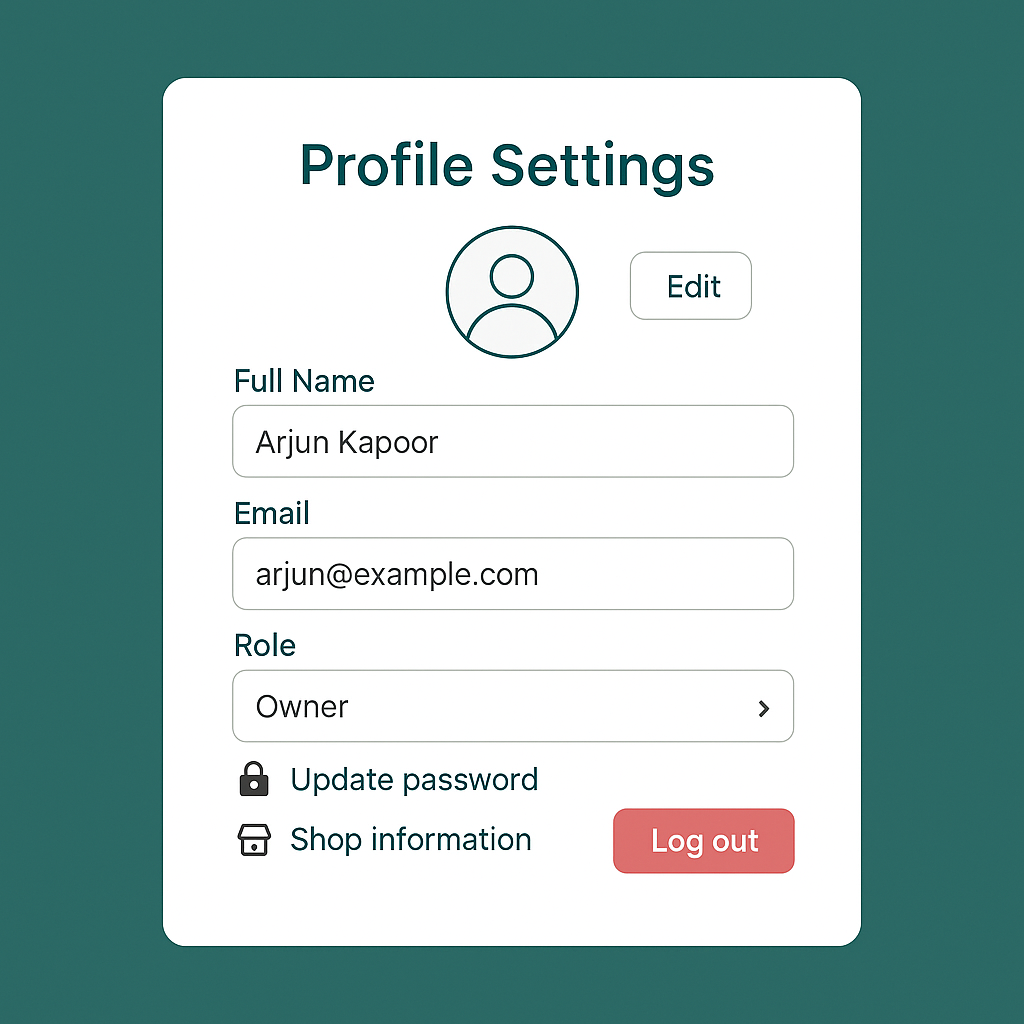 Profile Settings
Edit
Full Name
Arjun Kapoor
Email
arjun@example.com
Role
Owner
Update password
Shop information
Log out